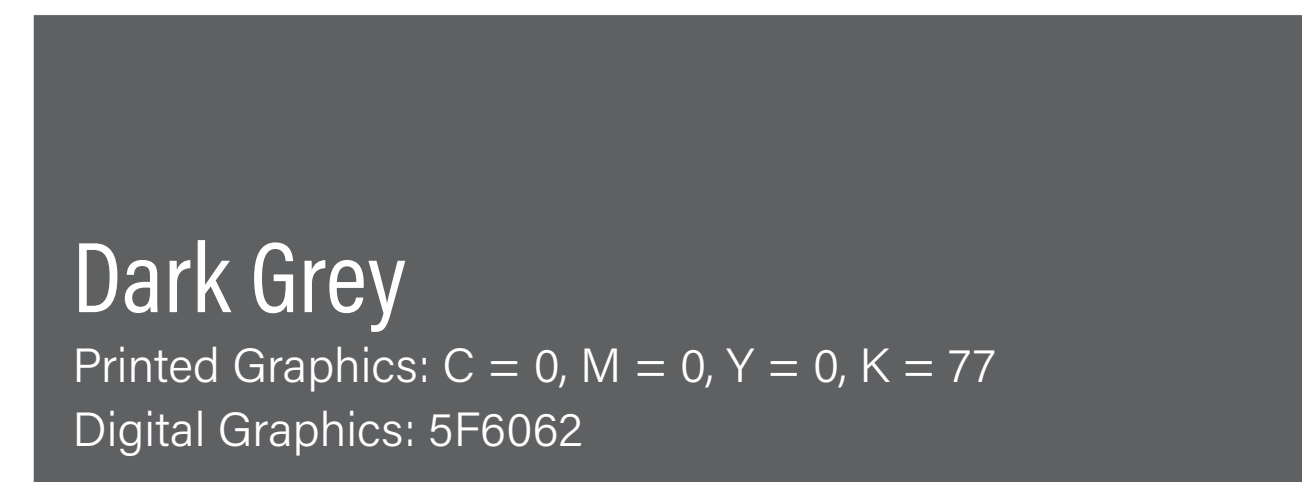 Dark Grey
Printed Graphics: C = 0, M = 0, Y = 0, K = 77
Digital Graphics: 5F6062